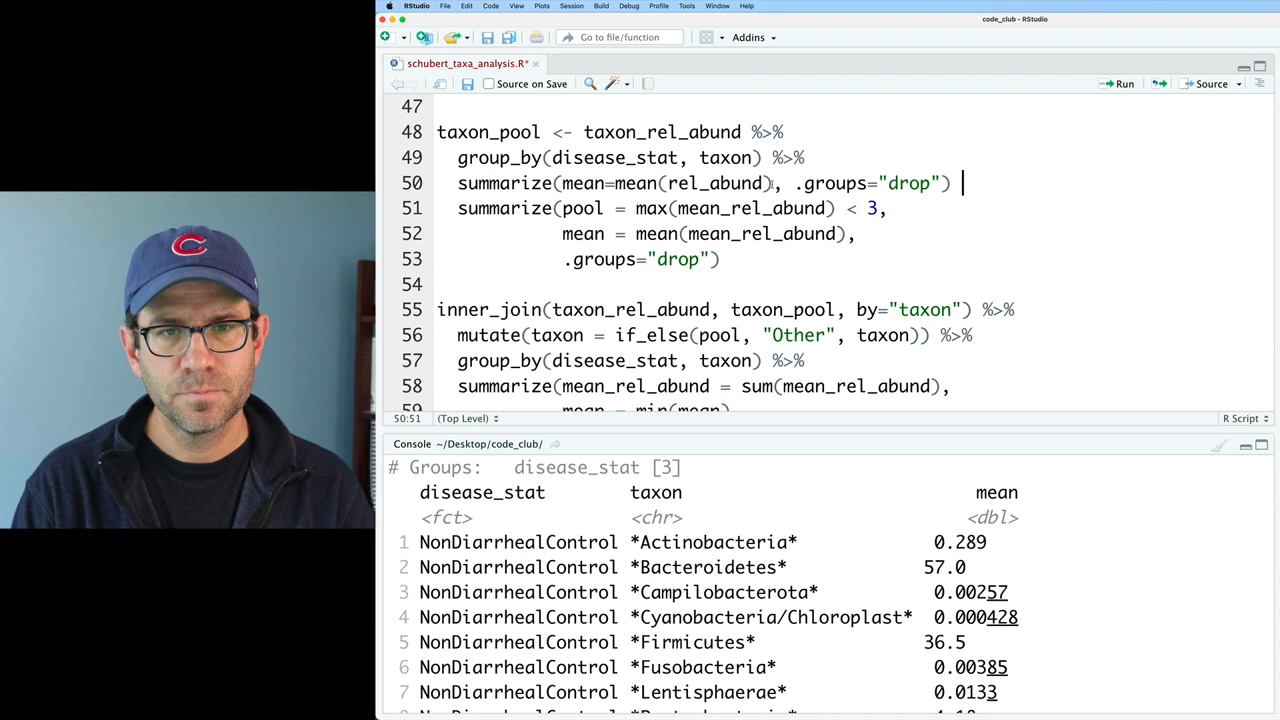 RStudio File Edit Code View Plots Session Build Debug Profile Tools Window Help
code_club - RStudio
Go to file/function Addins
schubert_taxa_analysis.R*
Source on Save Run Source
47
48 taxon_pool <- taxon_rel_abund %>%
49 group_by(disease_stat, taxon) %>%
50 summarize(mean=mean(rel_abund), .groups="drop")
51 summarize(pool = max(mean_rel_abund) < 3,
52 mean = mean(mean_rel_abund),
53 .groups="drop")
54
55 inner_join(taxon_rel_abund, taxon_pool, by="taxon") %>%
56 mutate(taxon = if_else(pool, "Other", taxon)) %>%
57 group_by(disease_stat, taxon) %>%
58 summarize(mean_rel_abund = sum(mean_rel_abund),
59 mean = min(mean)
50:51 (Top Level) R Script
Console ~/Desktop/code_club/
# Groups: disease_stat [3]
disease_stat taxon mean
<fct> <chr> <dbl>
1 NonDiarrhealControl *Actinobacteria* 0.289
2 NonDiarrhealControl *Bacteroidetes* 57.0
3 NonDiarrhealControl *Campilobacterota* 0.00257
4 NonDiarrhealControl *Cyanobacteria/Chloroplast* 0.000428
5 NonDiarrhealControl *Firmicutes* 36.5
6 NonDiarrhealControl *Fusobacteria* 0.00385
7 NonDiarrhealControl *Lentisphaerae* 0.0133